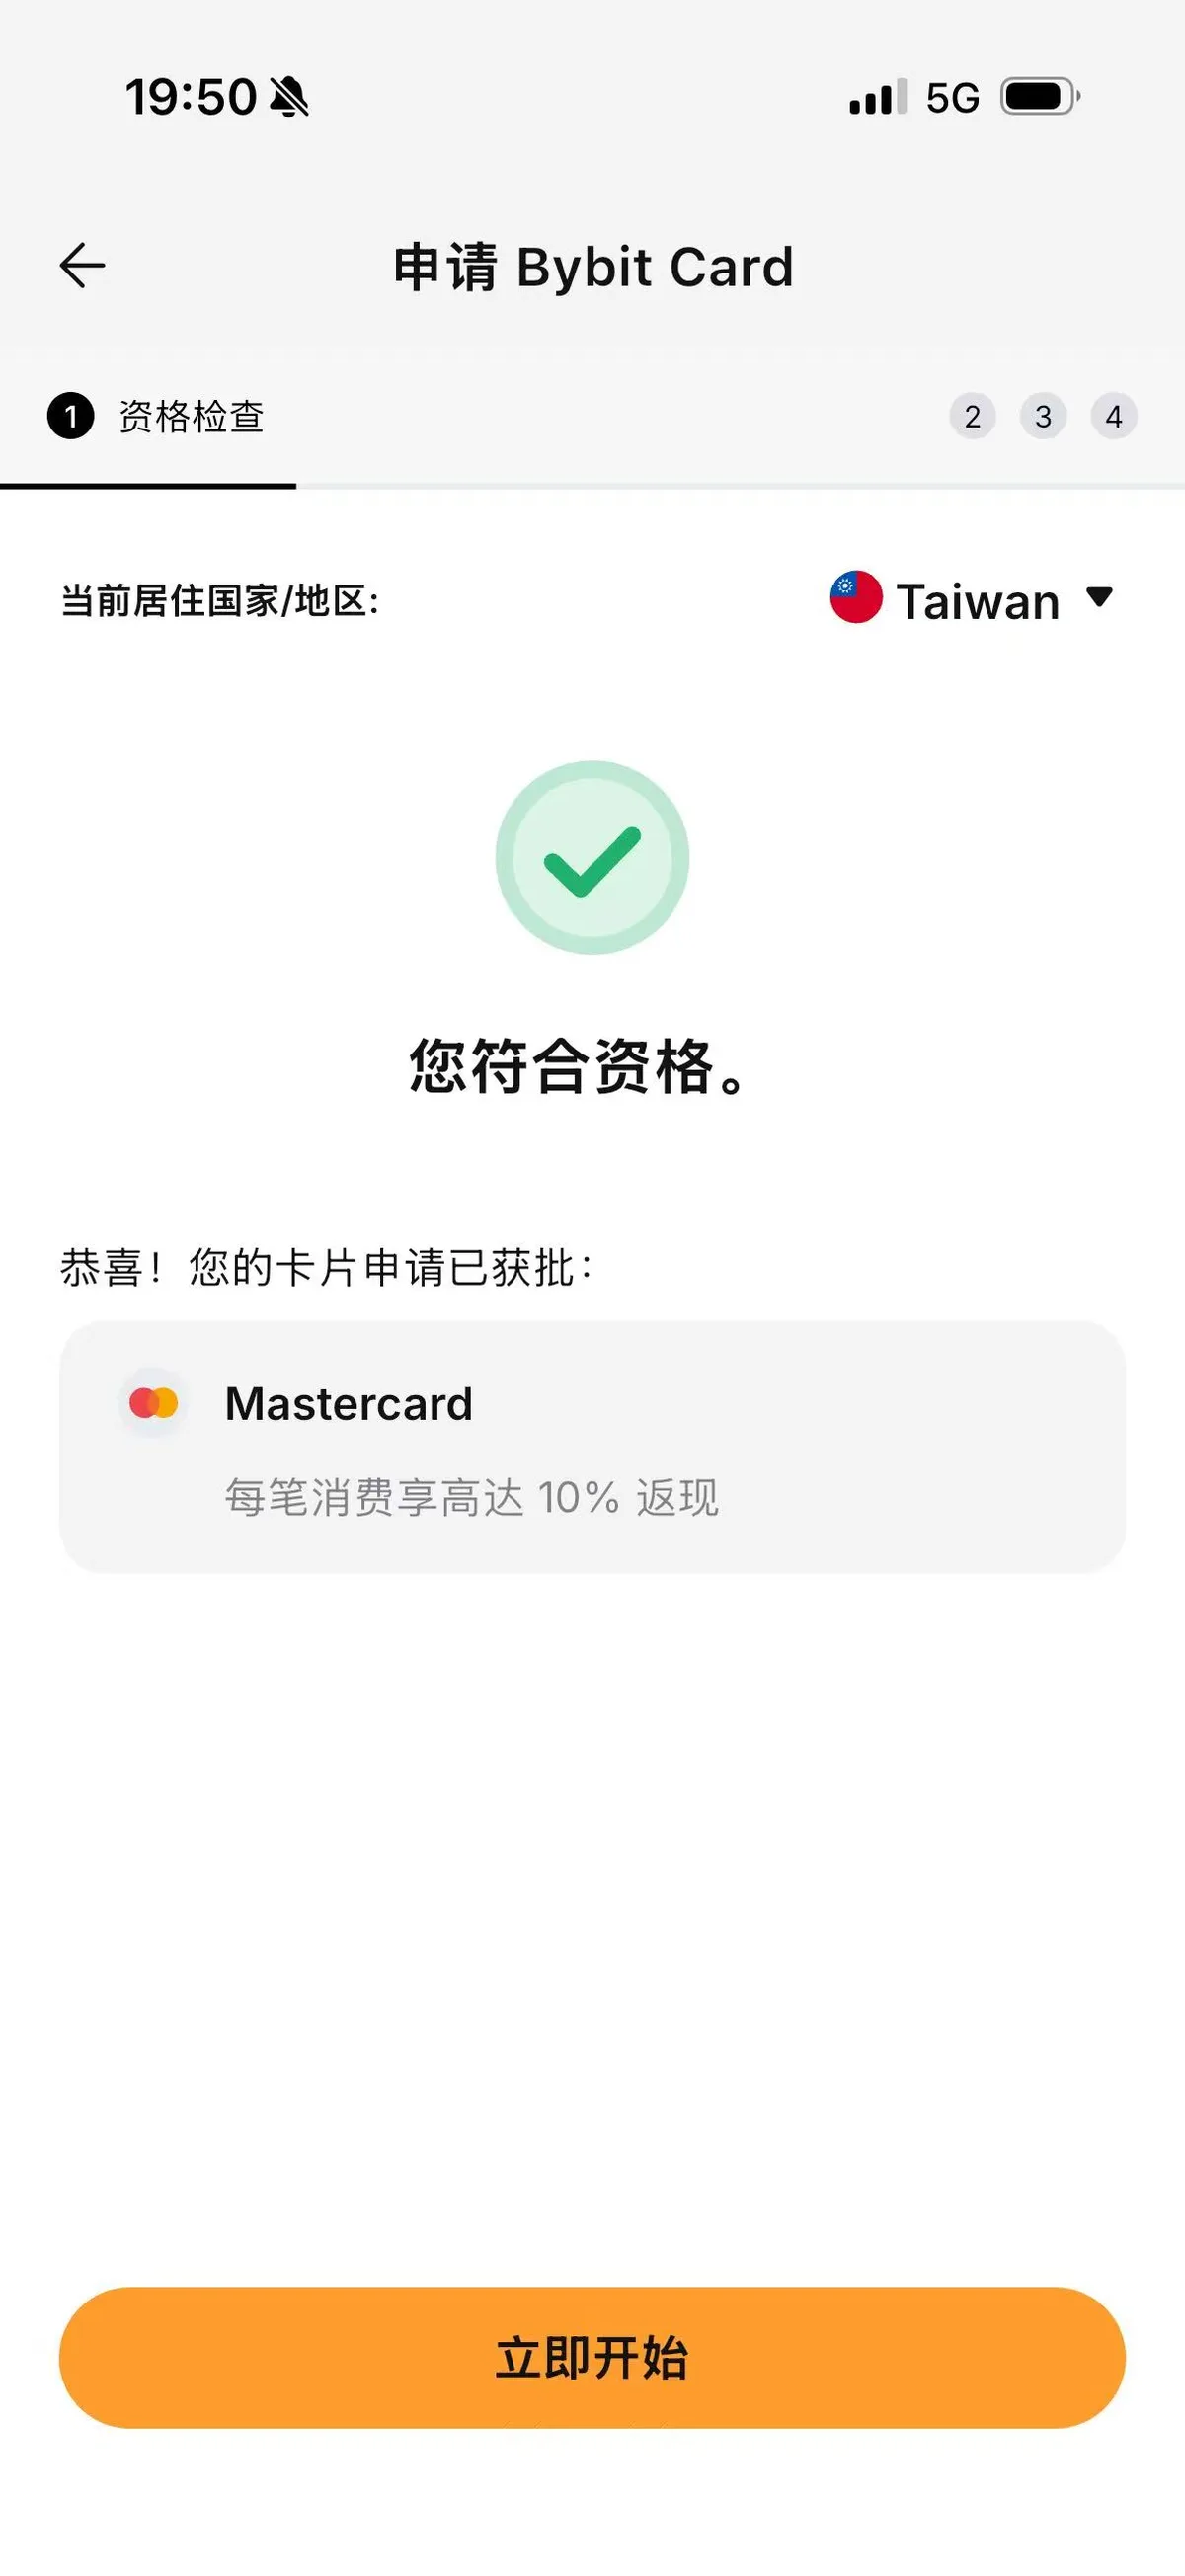 19:50 5G
申请 Bybit Card
1 资格检查 2 3 4
当前居住国家/地区: Taiwan
您符合资格。
恭喜！您的卡片申请已获批：
Mastercard
每笔消费享高达 10% 返现
立即开始